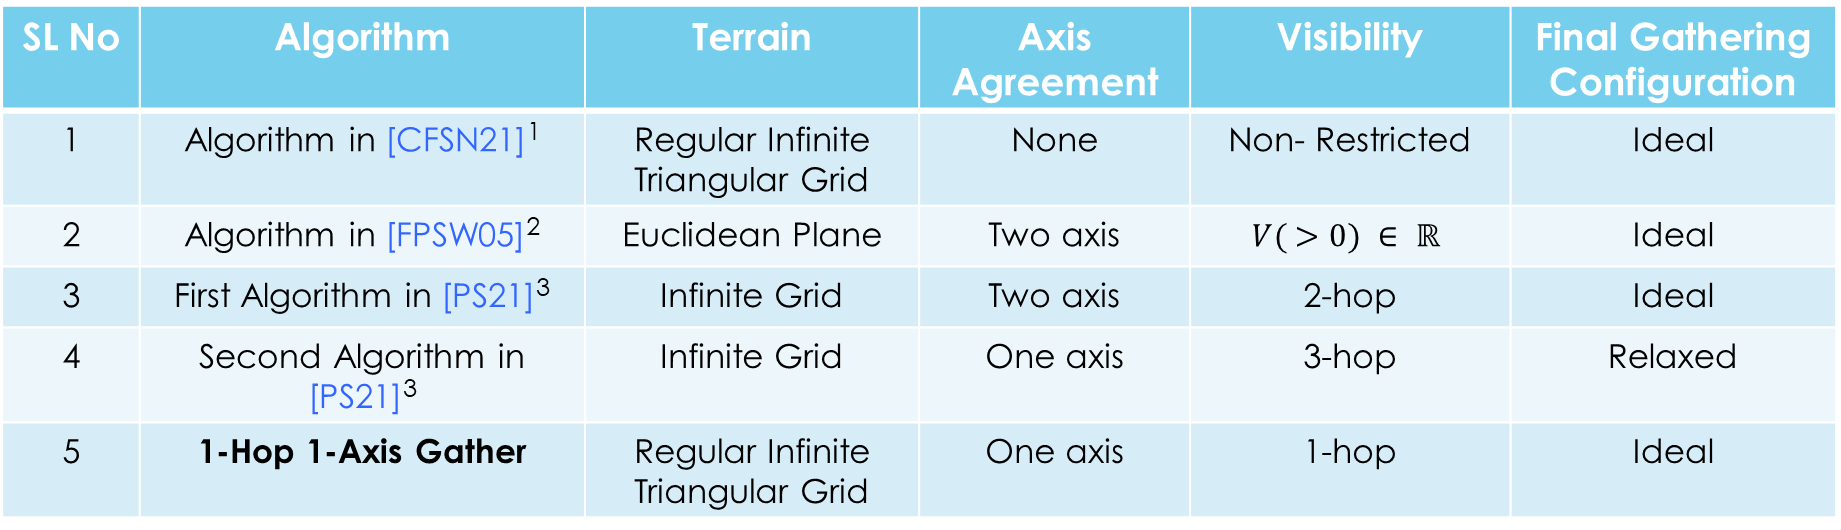 SL No Algorithm Terrain Axis Agreement Visibility Final Gathering Configuration
1 Algorithm in [CFSN21]1 Regular Infinite Triangular Grid None Non- Restricted Ideal
2 Algorithm in [FPSW05]2 Euclidean Plane Two axis V(> 0) ∈ ℝ Ideal
3 First Algorithm in [PS21]3 Infinite Grid Two axis 2-hop Ideal
4 Second Algorithm in [PS21]3 Infinite Grid One axis 3-hop Relaxed
5 1-Hop 1-Axis Gather Regular Infinite Triangular Grid One axis 1-hop Ideal